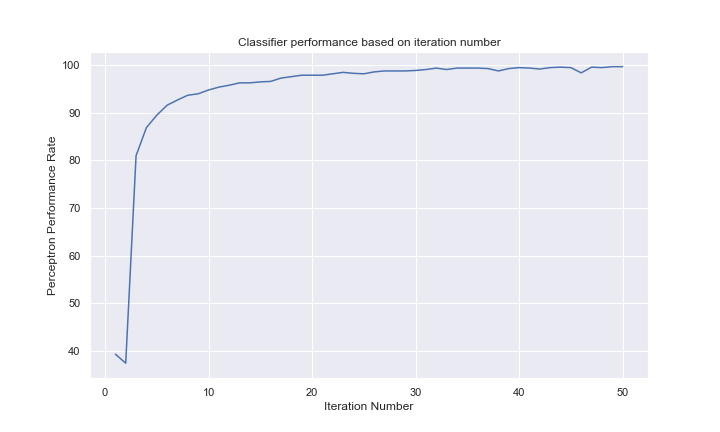 Classifier performance based on iteration number
100
90
80
70
60
50
40
Perceptron Performance Rate
0 10 20 30 40 50
Iteration Number